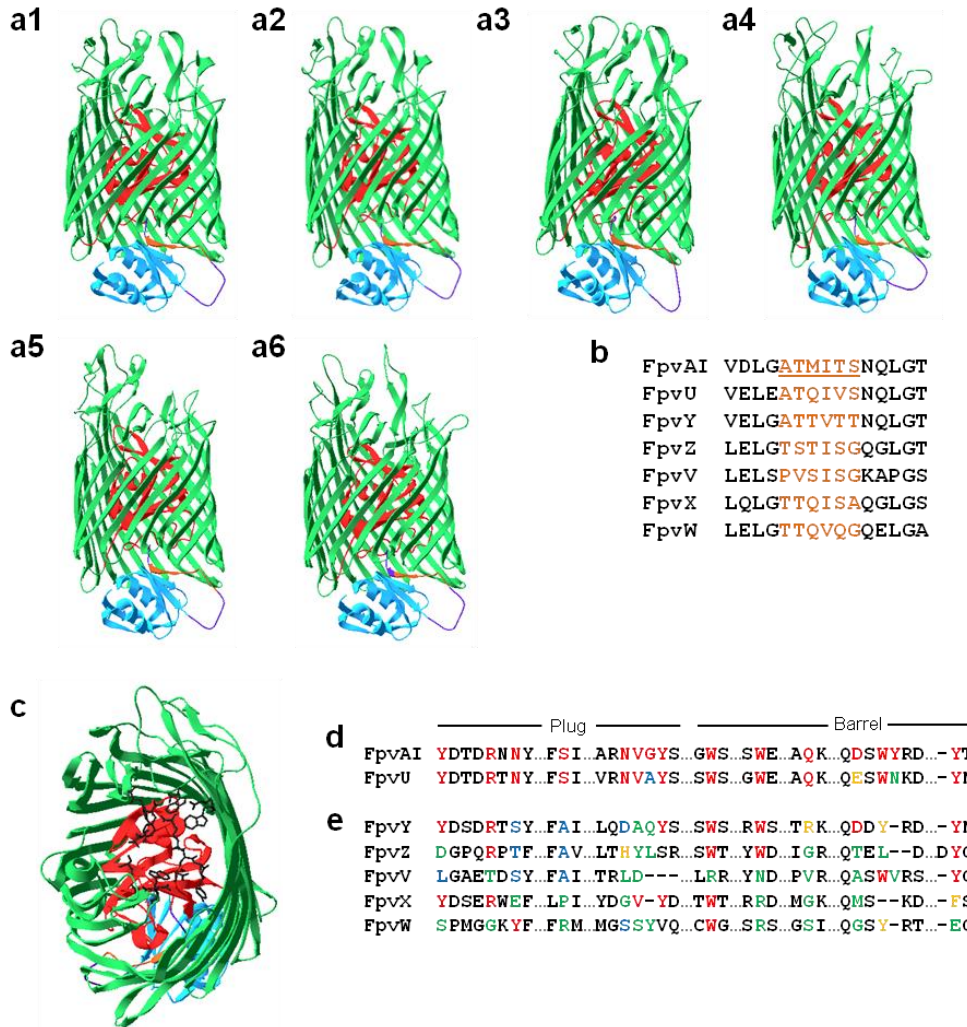 a1 a2 a3 a4
a5 a6
b
FpvAI VDLGATMITSNQLGT
FpvU VELEATQIVSNQLGT
FpvY VELGATTVTTNQLGT
FpvZ LELGTSTISGQGLGT
FpvV LELSPVSISGKAPGS
FpvX LQLGTTQISAQGLGS
FpvW LELGTTQVQGQELGA
c
Plug Barrel
d
FpvAI YDTDRNNY...FSI...ARNVGYS...GWS...SWE...AQK...QDSWYRD...-YT
FpvU YDTDRTNY...FSI...VRNVAYS...SWS...GWE...AQK...QESWNKD...-YN
e
FpvY YDSDRTSY...FAI...LQDAQYS...SWS...RWS...TRK...QDDY-RD...-YN
FpvZ DGPQRPTF...FAV...LTHYLSR...SWT...YWD...IGR...QTEL--D...DYG
FpvV LGAETDSY...FAI...TRLD---...LRR...YND...PVR...QASWVRS...-YG
FpvX YDSERWEF...LPI...YDGV-YD...TWT...RRD...MGK...QMS--KD...-FS
FpvW SPMGGKYF...FRM...MGSSYVQ...CWG...SRS...GSI...QGSY-RT...-EG